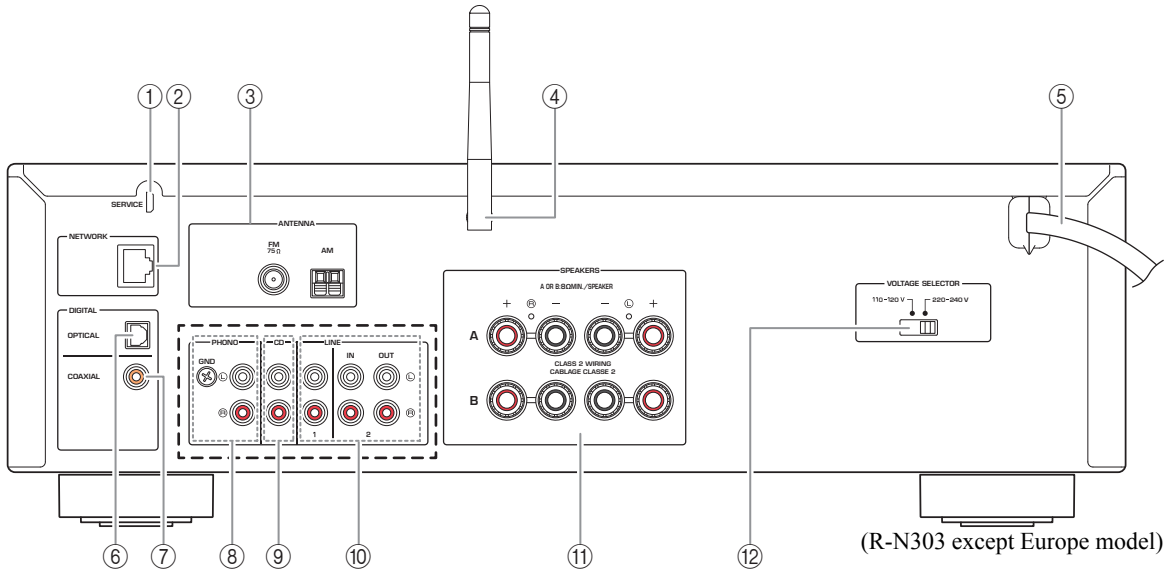 ① ② ③ ④ ⑤
SERVICE
NETWORK
ANTENNA
FM
75Ω
AM
DIGITAL
OPTICAL
COAXIAL
PHONO CD LINE
GND
IN OUT
Ⓛ Ⓛ
Ⓡ Ⓡ
1 2
SPEAKERS
A OR B:8ΩMIN./SPEAKER
+ Ⓡ − − Ⓛ +
A
CLASS 2 WIRING
CABLAGE CLASSE 2
B
VOLTAGE SELECTOR
110-120 V 220-240 V
⑥ ⑦ ⑧ ⑨ ⑩ ⑪ ⑫
(R-N303 except Europe model)